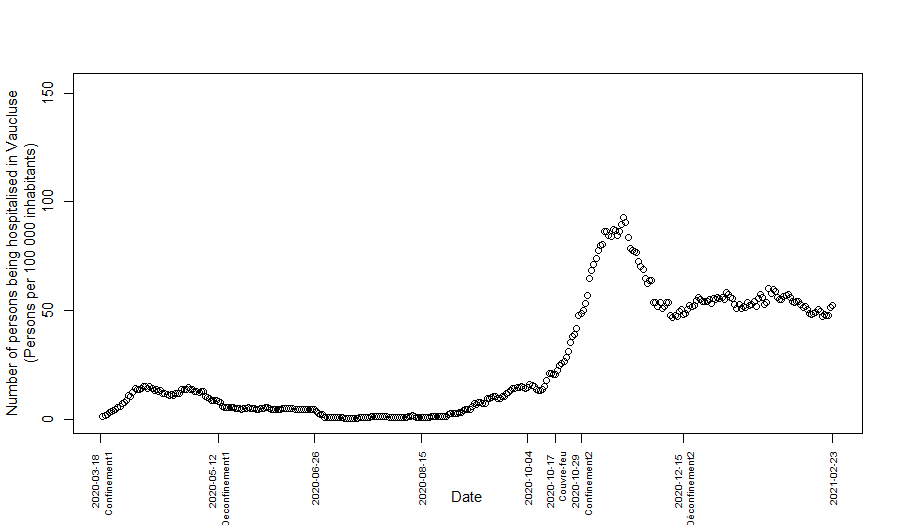 Number of persons being hospitalised in Vaucluse
(Persons per 100 000 inhabitants)
150
100
50
0
2020-03-18
Confinement1
2020-05-12
Déconfinement1
2020-06-26
2020-08-15
2020-10-04
2020-10-17
Couvre-feu
2020-10-29
Confinement2
2020-12-15
Déconfinement2
2021-02-23
Date